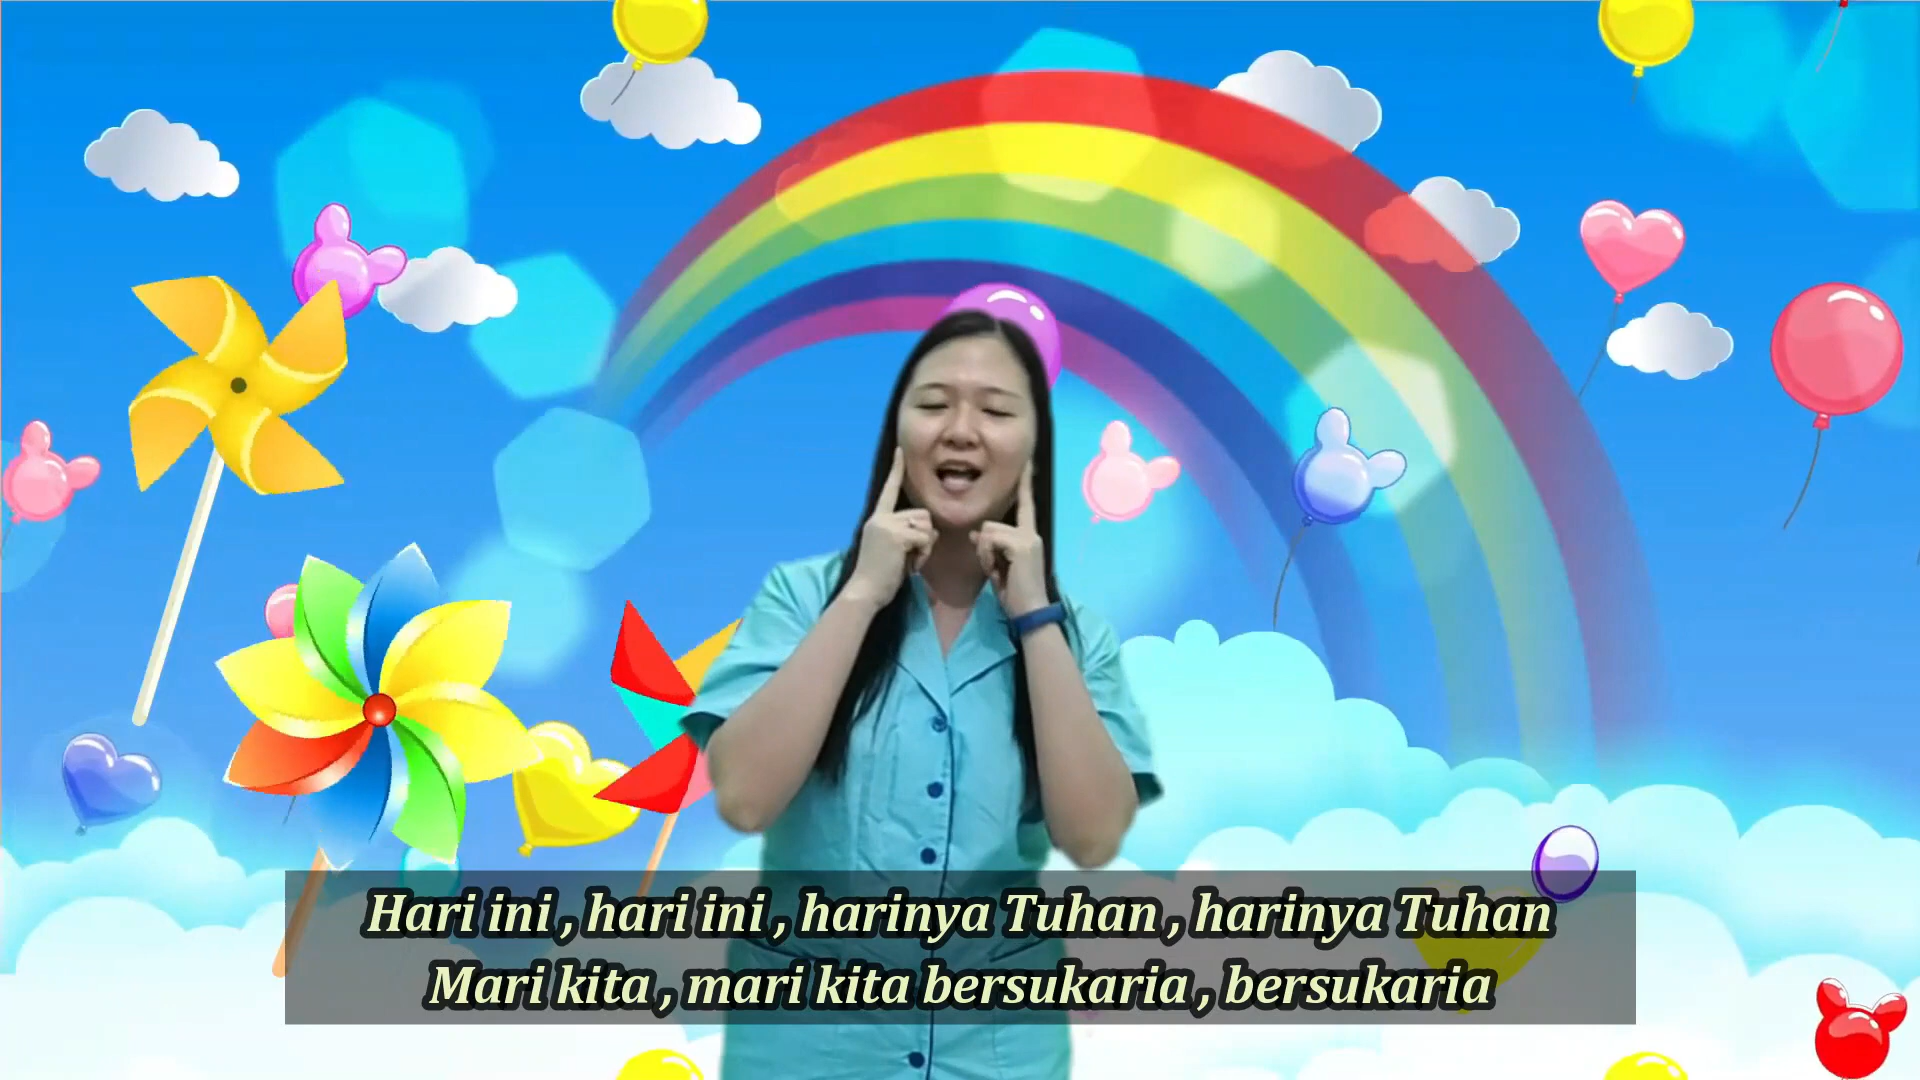 Hari ini , hari ini , harinya Tuhan , harinya Tuhan
Mari kita , mari kita bersukaria , bersukaria